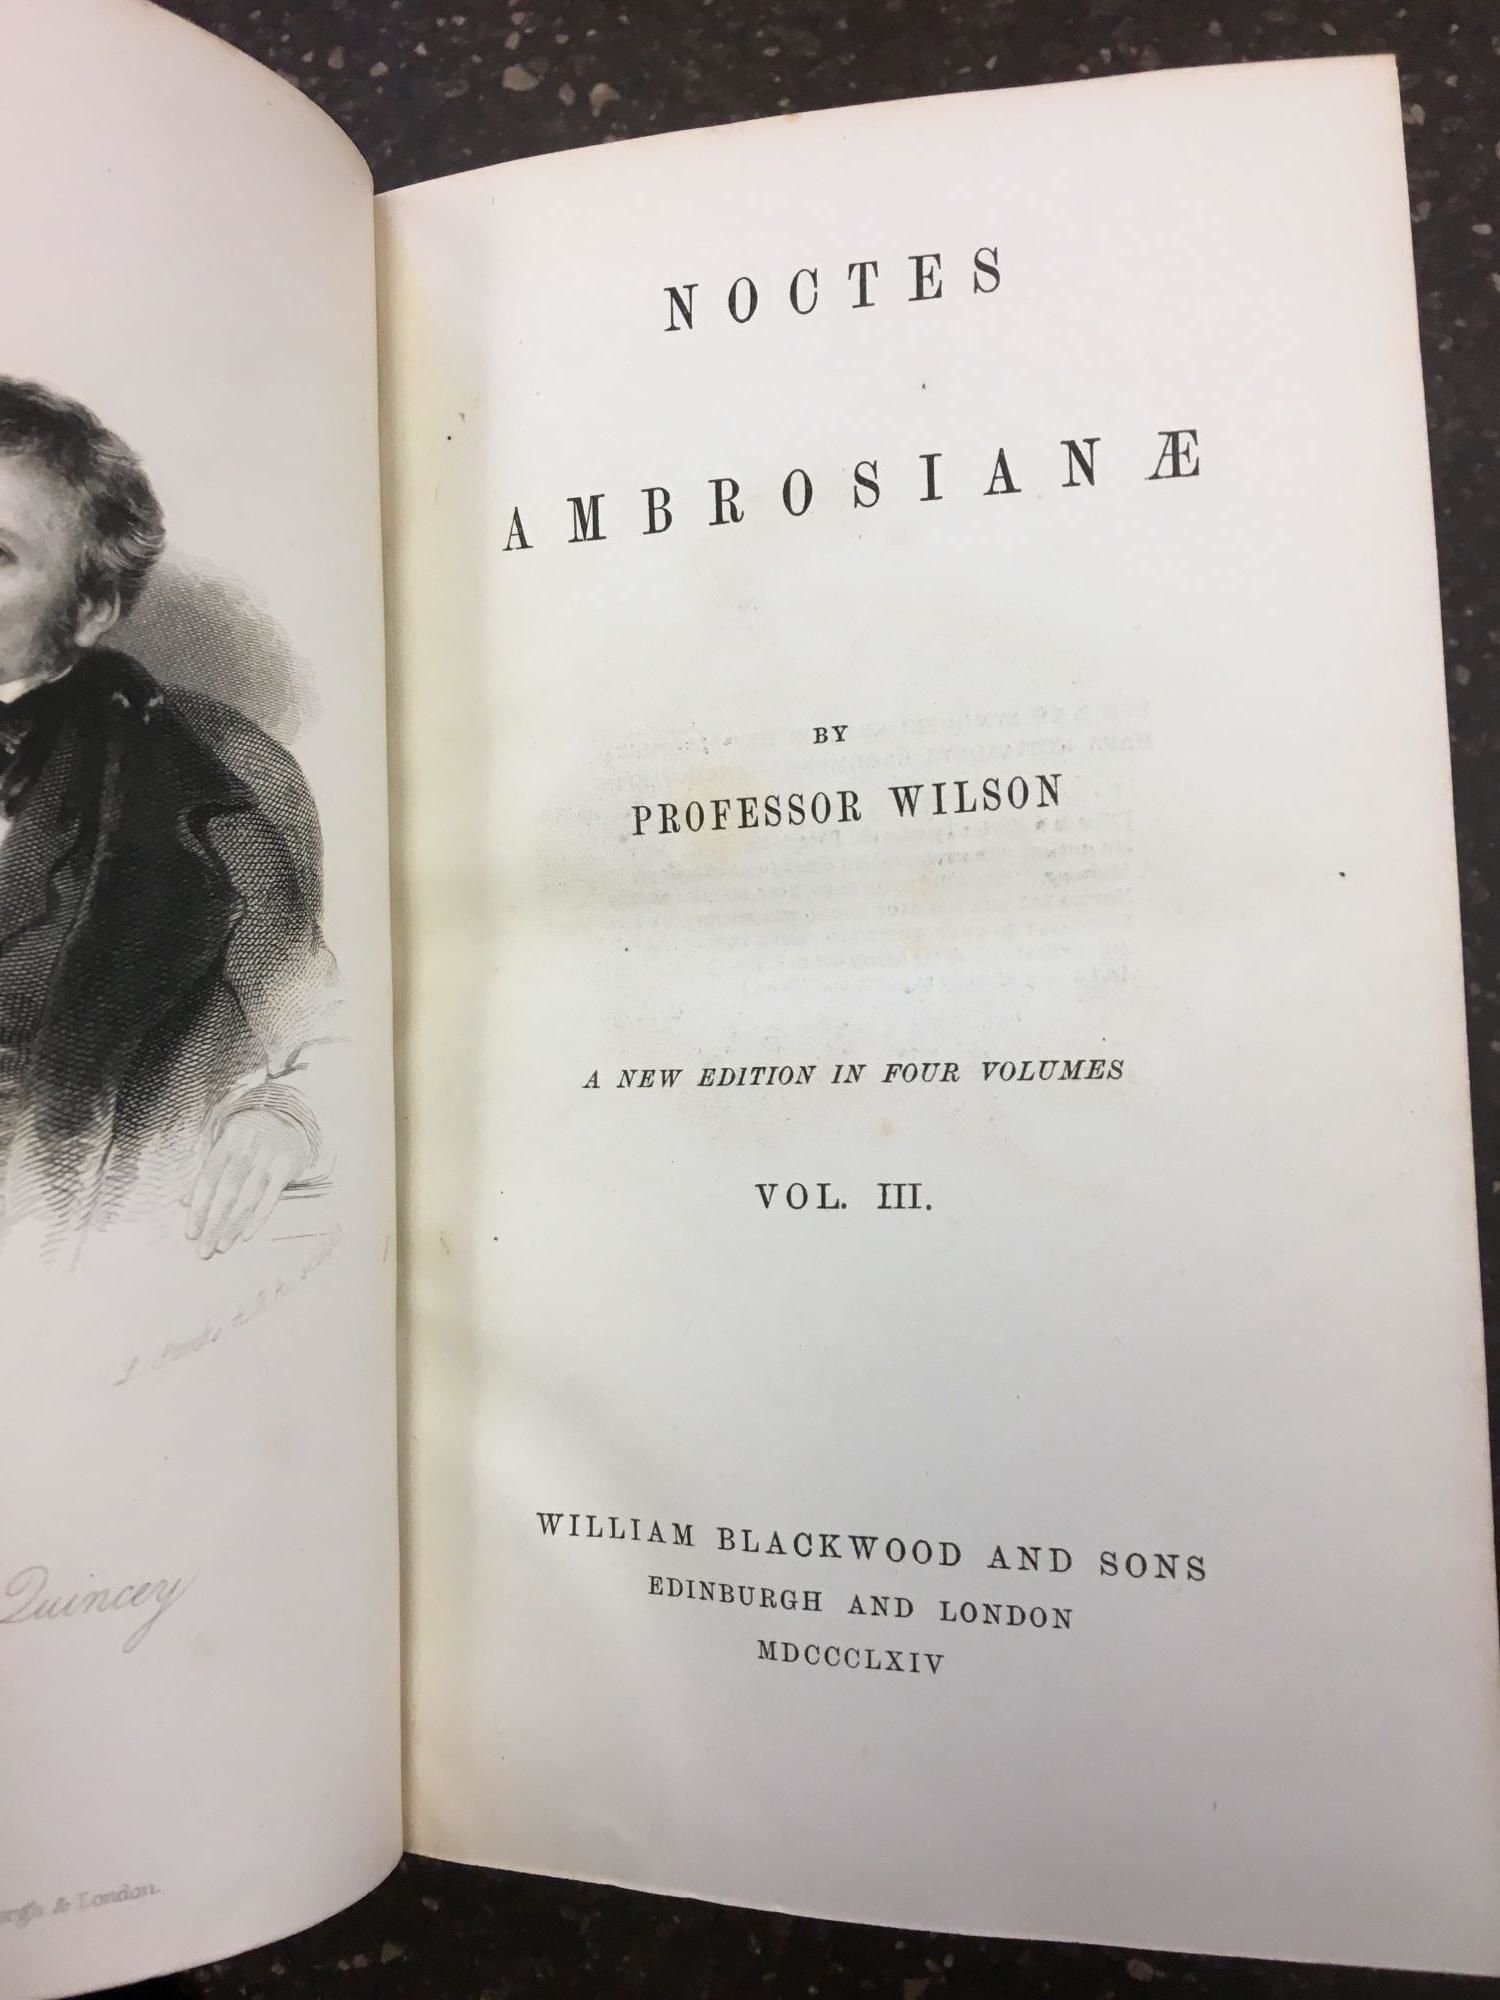 Quincey
& London.
NOCTES
AMBROSIANÆ
BY
PROFESSOR WILSON
A NEW EDITION IN FOUR VOLUMES
VOL. III.
WILLIAM BLACKWOOD AND SONS
EDINBURGH AND LONDON
MDCCCLXIV